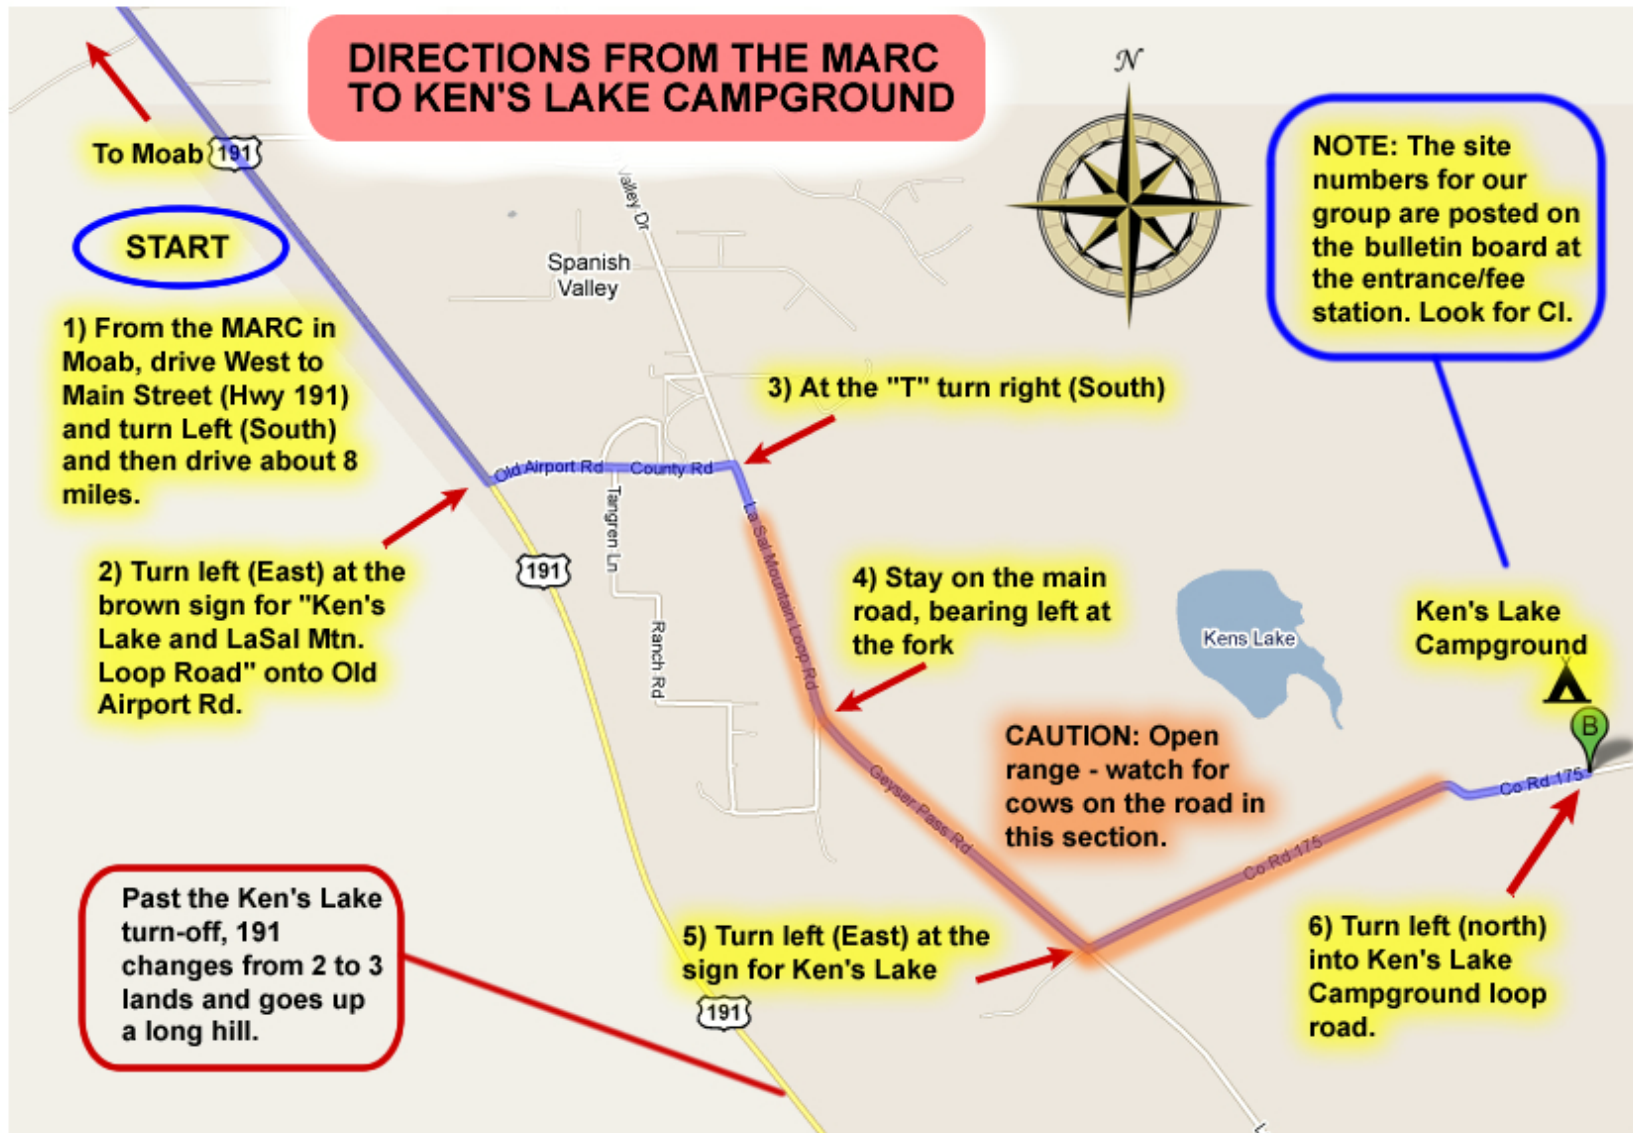 DIRECTIONS FROM THE MARC
TO KEN'S LAKE CAMPGROUND
N
To Moab
191
START
1) From the MARC in
Moab, drive West to
Main Street (Hwy 191)
and turn Left (South)
and then drive about 8
miles.
2) Turn left (East) at the
brown sign for "Ken's
Lake and LaSal Mtn.
Loop Road" onto Old
Airport Rd.
Valley Dr
Spanish
Valley
3) At the "T" turn right (South)
Old Airport Rd
County Rd
Tangren Ln
Ranch Rd
191
La Sal Mountain Loop Rd
4) Stay on the main
road, bearing left at
the fork
NOTE: The site
numbers for our
group are posted on
the bulletin board at
the entrance/fee
station. Look for CI.
Kens Lake
Ken's Lake
Campground
B
CAUTION: Open
range - watch for
cows on the road in
this section.
Geyser Pass Rd
Co Rd 175
Co Rd 175
5) Turn left (East) at the
sign for Ken's Lake
6) Turn left (north)
into Ken's Lake
Campground loop
road.
Past the Ken's Lake
turn-off, 191
changes from 2 to 3
lands and goes up
a long hill.
191